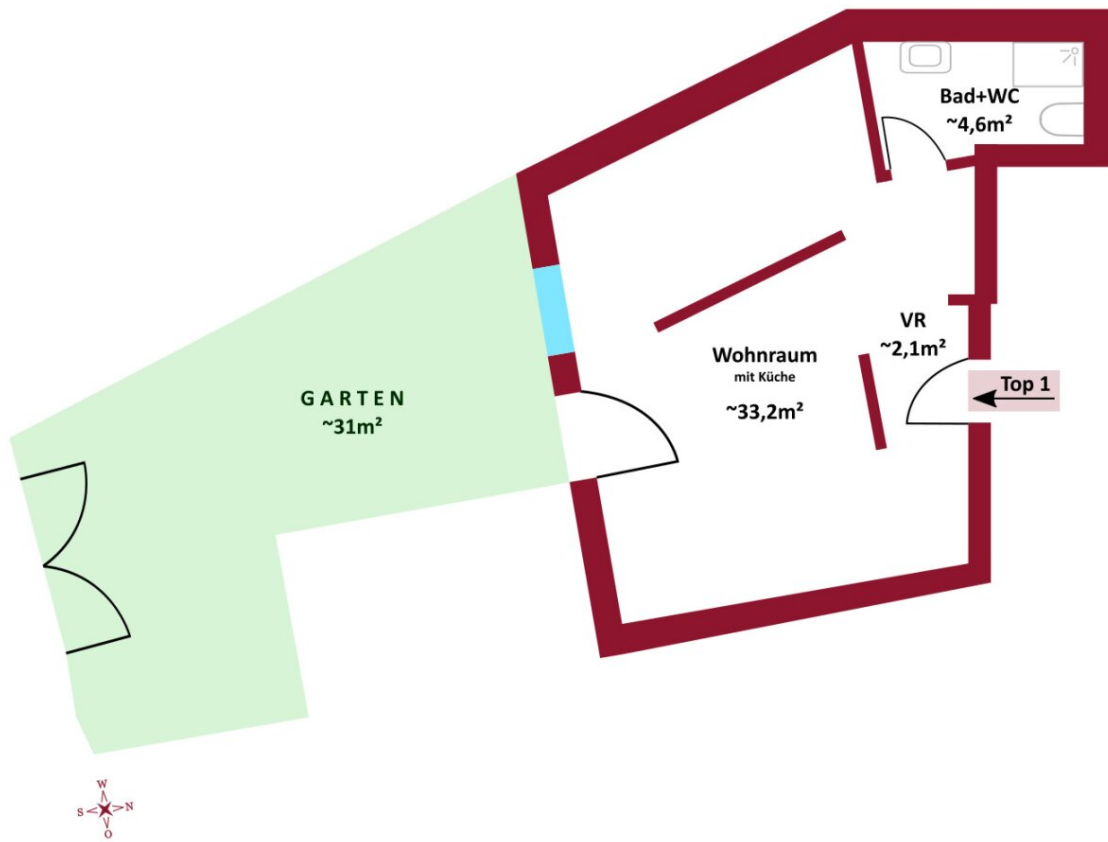 Bad+WC
~4,6m²
VR
~2,1m²
Wohnraum
mit Küche
~33,2m²
Top 1
GARTEN
~31m²
W
S N
O